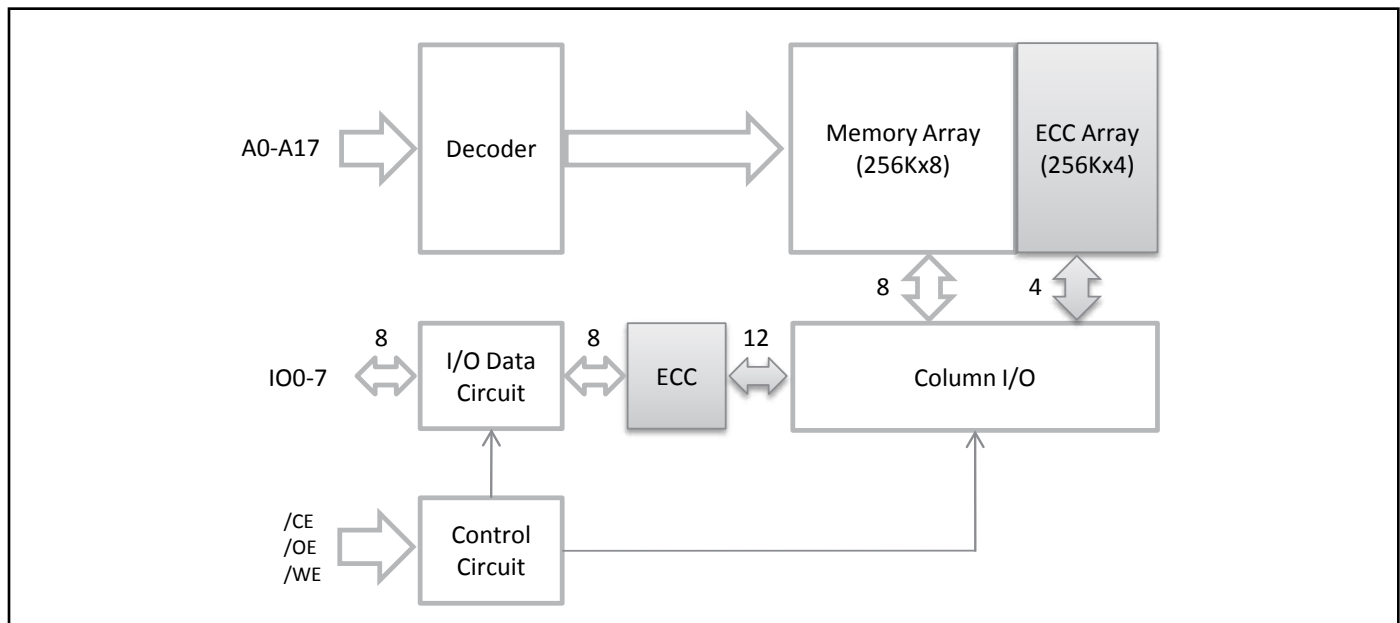 A0-A17
Decoder
Memory Array
(256Kx8)
ECC Array
(256Kx4)
8
4
IO0-7
8
I/O Data
Circuit
8
ECC
12
Column I/O
/CE
/OE
/WE
Control
Circuit